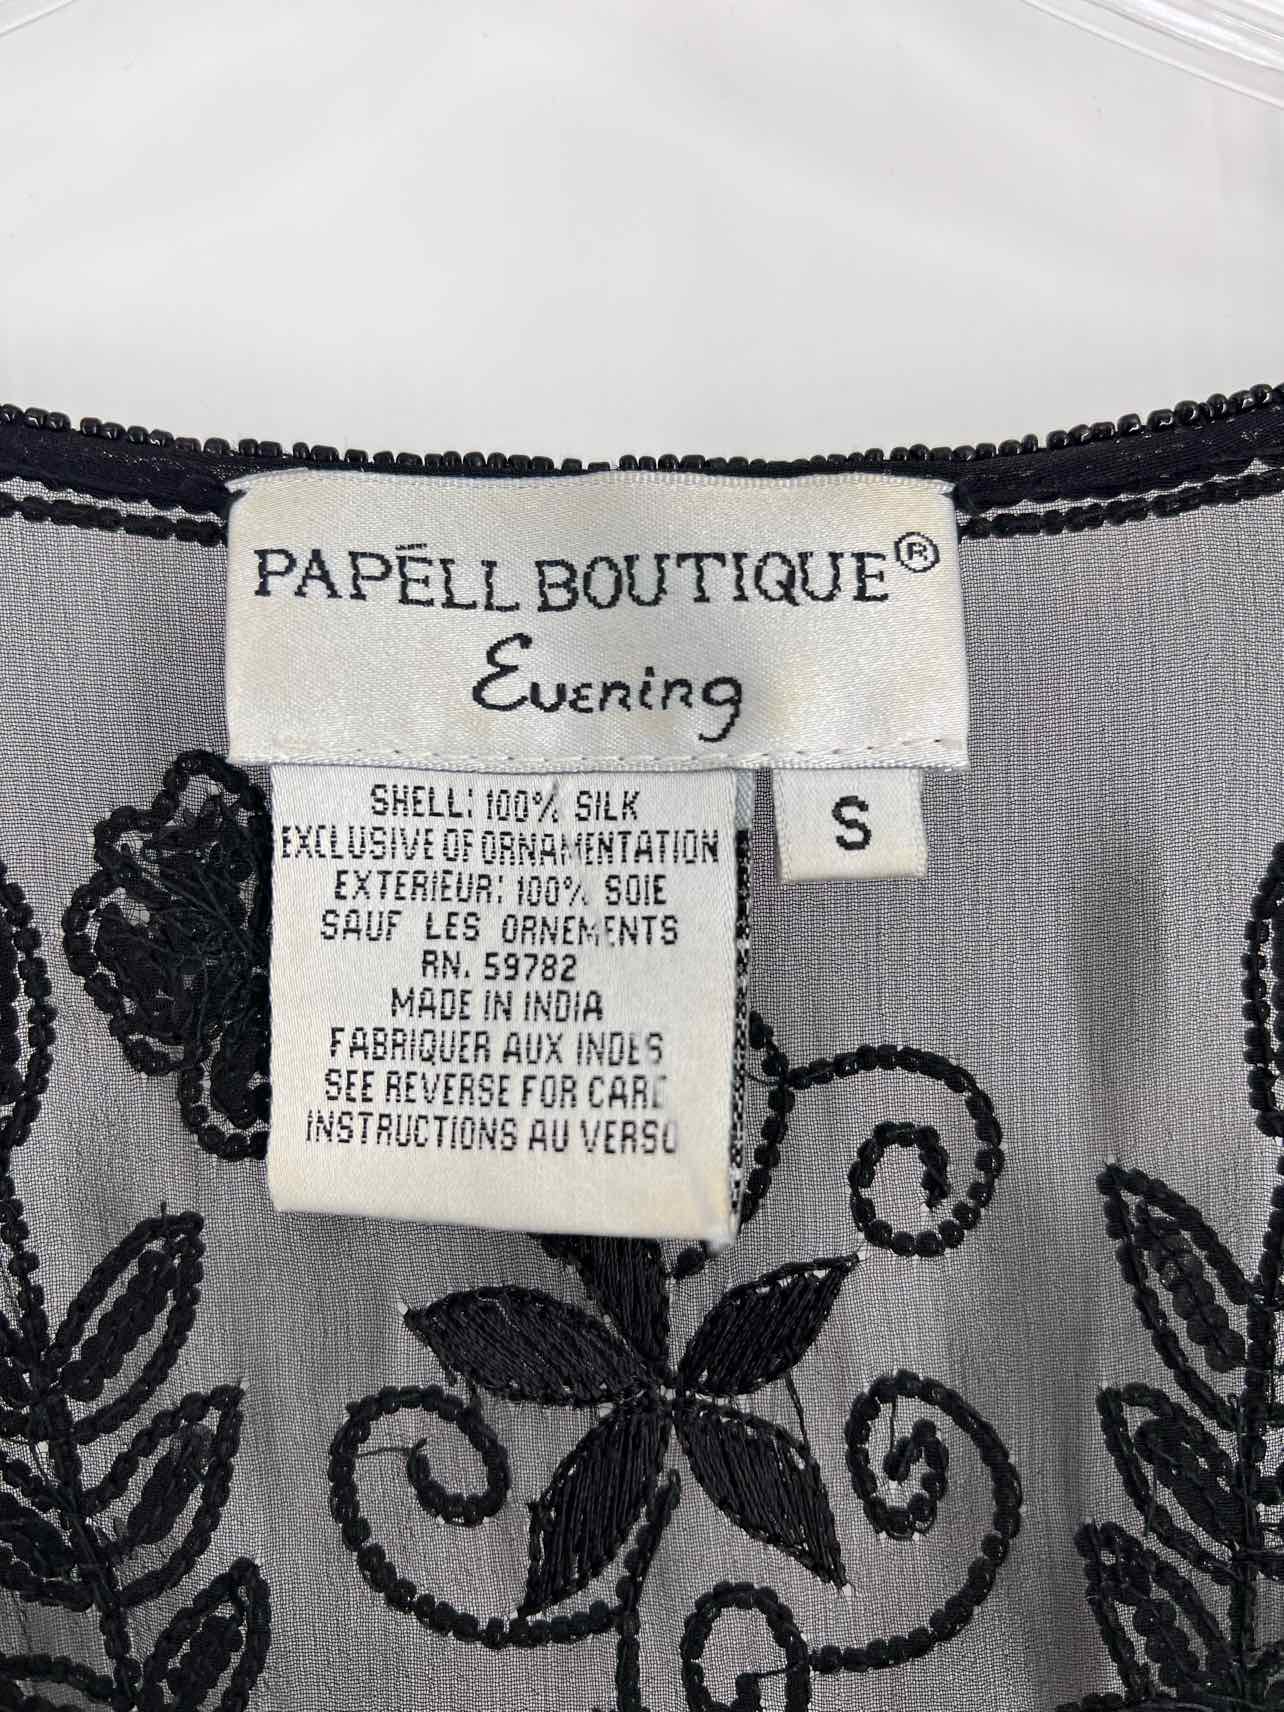 PAPĒLL BOUTIQUE®
Evening
S
SHELL: 100% SILK
EXCLUSIVE OF ORNAMENTATION
EXTERIEUR: 100% SOIE
SAUF LES ORNEMENTS
RN. 59782
MADE IN INDIA
FABRIQUER AUX INDES
SEE REVERSE FOR CARE
INSTRUCTIONS AU VERSO